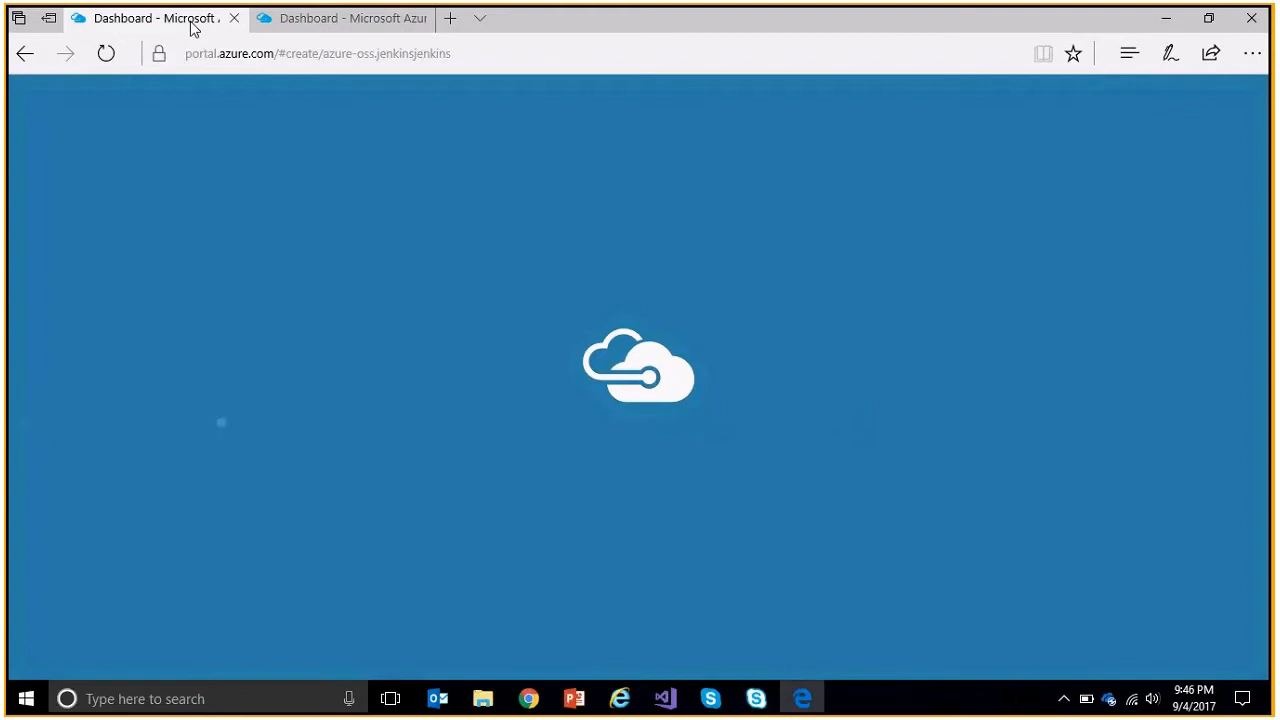 Dashboard - Microsoft A
Dashboard - Microsoft Azur
portal.azure.com/#create/azure-oss.jenkinsjenkins
Type here to search
9:46 PM
9/4/2017